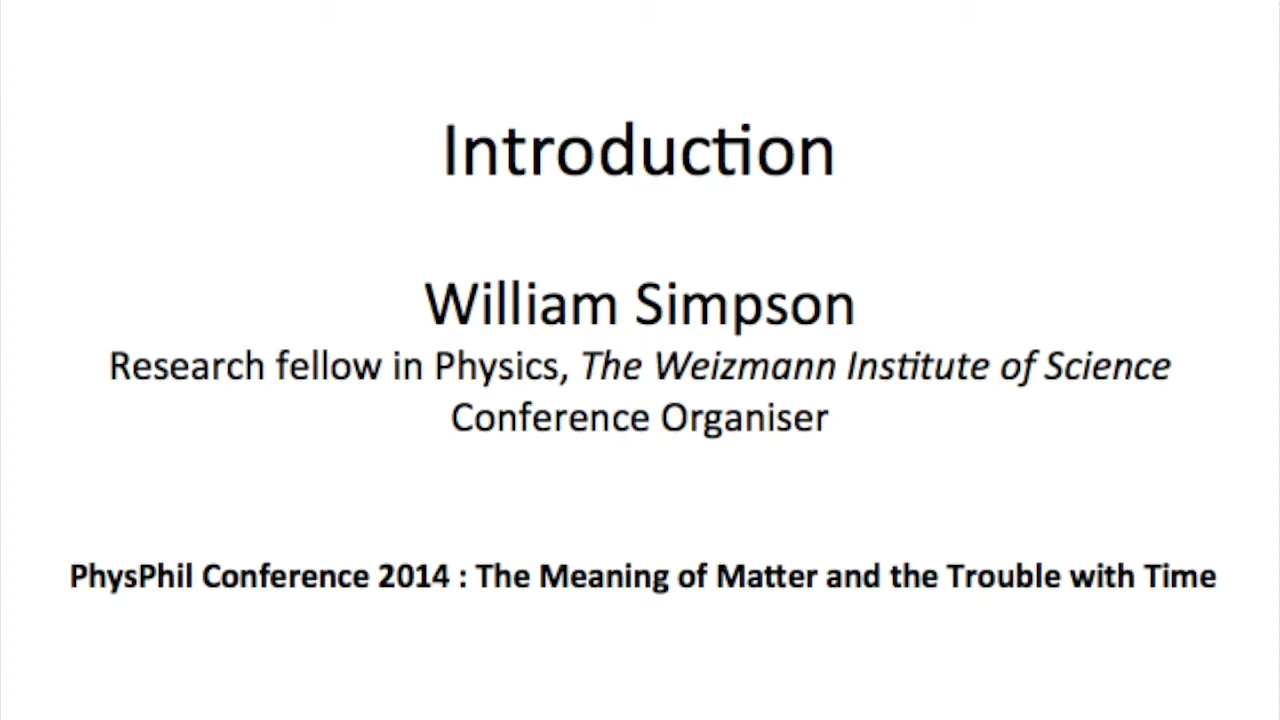 Introduction
William Simpson
Research fellow in Physics, The Weizmann Institute of Science
Conference Organiser
PhysPhil Conference 2014 : The Meaning of Matter and the Trouble with Time